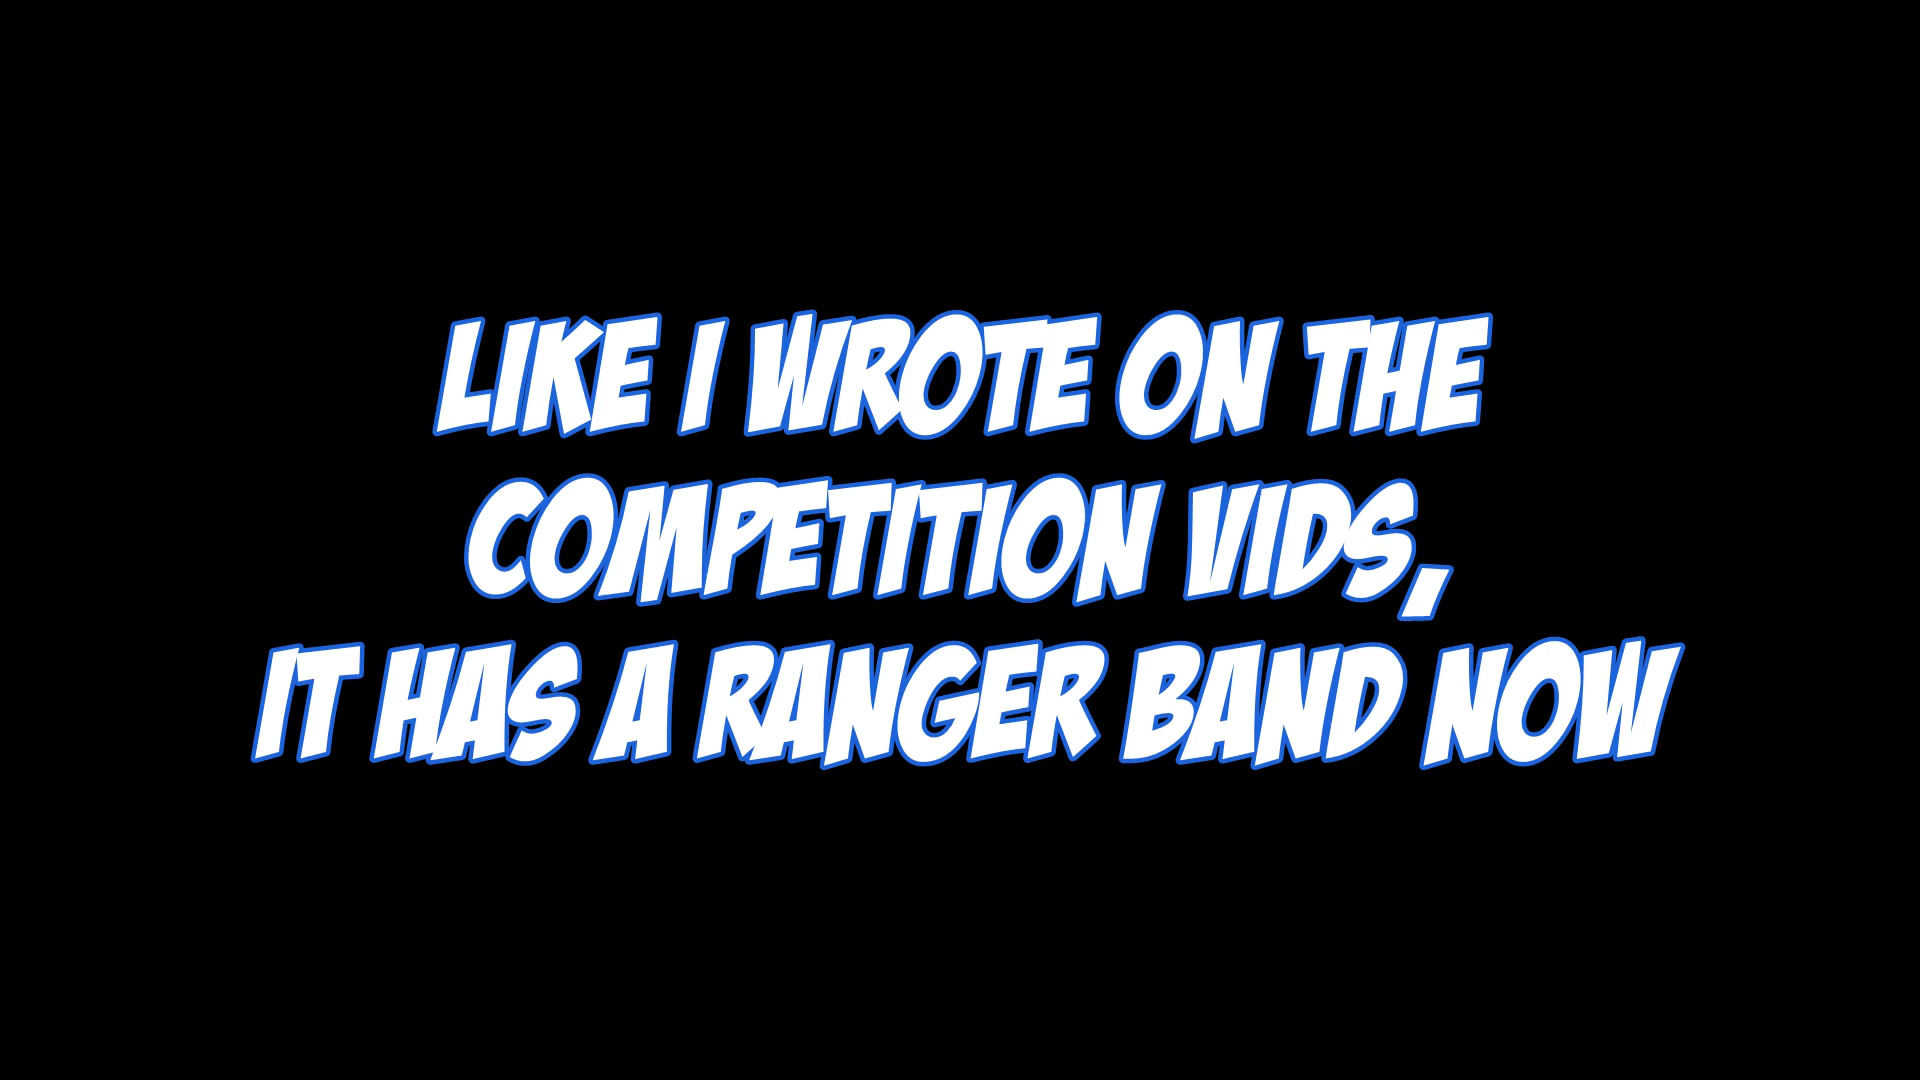 LIKE I WROTE ON THE
COMPETITION VIDS,
IT HAS A RANGER BAND NOW